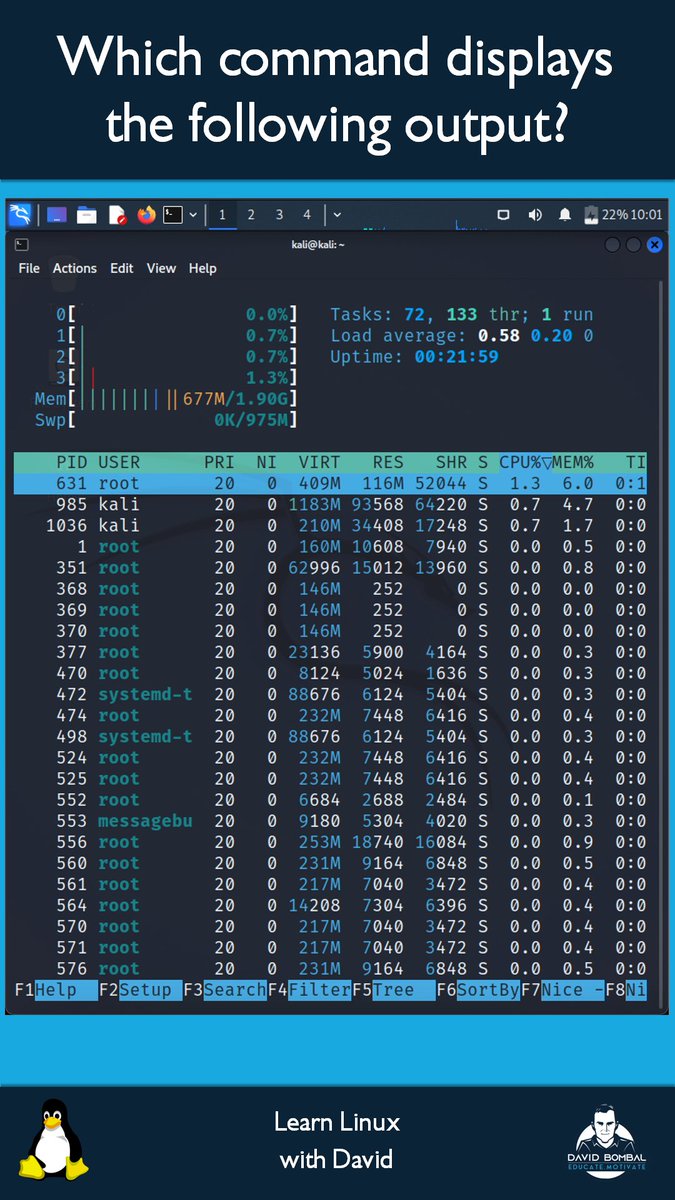 Which command displays
the following output?
1 2 3 4 22% 10:01
kali@kali: ~
File Actions Edit View Help
0[ 0.0%] Tasks: 72, 133 thr; 1 run
1[ 0.7%] Load average: 0.58 0.20 0
2[ 0.7%] Uptime: 00:21:59
3[ 1.3%]
Mem[ 677M/1.90G]
Swp[ 0K/975M]
PID USER PRI NI VIRT RES SHR S CPU%▽MEM% TI
631 root 20 0 409M 116M 52044 S 1.3 6.0 0:1
985 kali 20 0 1183M 93568 64220 S 0.7 4.7 0:0
1036 kali 20 0 210M 34408 17248 S 0.7 1.7 0:0
1 root 20 0 160M 10608 7940 S 0.0 0.5 0:0
351 root 20 0 62996 15012 13960 S 0.0 0.8 0:0
368 root 20 0 146M 252 0 S 0.0 0.0 0:0
369 root 20 0 146M 252 0 S 0.0 0.0 0:0
370 root 20 0 146M 252 0 S 0.0 0.0 0:0
377 root 20 0 23136 5900 4164 S 0.0 0.3 0:0
470 root 20 0 8124 5024 1636 S 0.0 0.3 0:0
472 systemd-t 20 0 88676 6124 5404 S 0.0 0.3 0:0
474 root 20 0 232M 7448 6416 S 0.0 0.4 0:0
498 systemd-t 20 0 88676 6124 5404 S 0.0 0.3 0:0
524 root 20 0 232M 7448 6416 S 0.0 0.4 0:0
525 root 20 0 232M 7448 6416 S 0.0 0.4 0:0
552 root 20 0 6684 2688 2484 S 0.0 0.1 0:0
553 messagebu 20 0 9180 5304 4020 S 0.0 0.3 0:0
556 root 20 0 253M 18740 16084 S 0.0 0.9 0:0
560 root 20 0 231M 9164 6848 S 0.0 0.5 0:0
561 root 20 0 217M 7040 3472 S 0.0 0.4 0:0
564 root 20 0 14208 7304 6396 S 0.0 0.4 0:0
570 root 20 0 217M 7040 3472 S 0.0 0.4 0:0
571 root 20 0 217M 7040 3472 S 0.0 0.4 0:0
576 root 20 0 231M 9164 6848 S 0.0 0.5 0:0
F1Help F2Setup F3SearchF4FilterF5Tree F6SortByF7Nice -F8Ni
Learn Linux
with David
DAVID BOMBAL
EDUCATE MOTIVATE